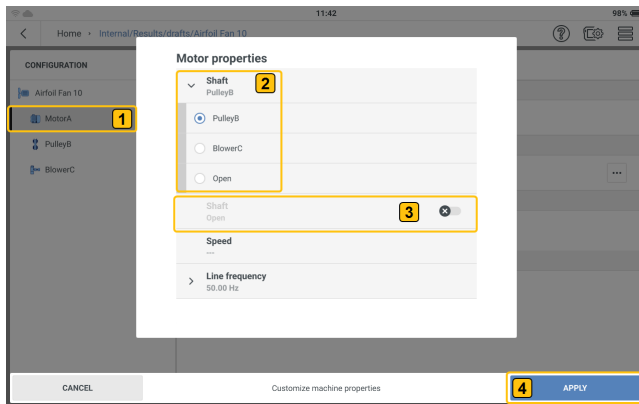 11:42
98%
Home › Internal/Results/drafts/Airfoil Fan 10
CONFIGURATION
Airfoil Fan 10
MotorA
1
PulleyB
BlowerC
Motor properties
Shaft
PulleyB
2
PulleyB
BlowerC
Open
Shaft
Open
3
Speed
---
Line frequency
50.00 Hz
CANCEL
Customize machine properties
4
APPLY